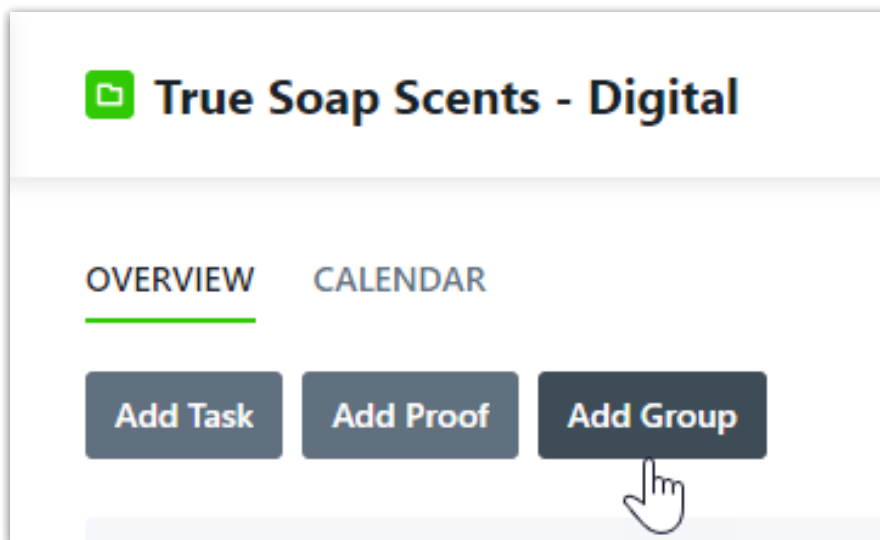 True Soap Scents - Digital
OVERVIEW CALENDAR
Add Task Add Proof Add Group